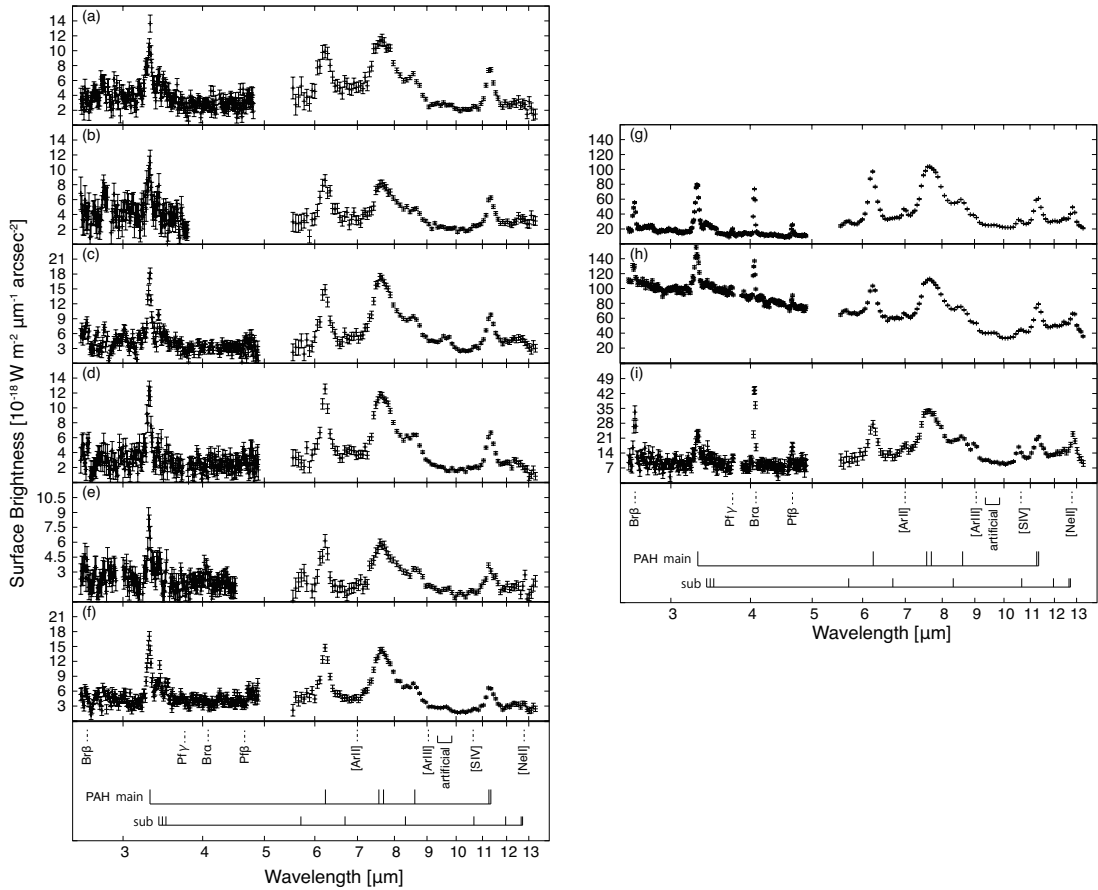 Surface Brightness [10⁻¹⁸ W m⁻² μm⁻¹ arcsec⁻²]
(a)
14
12
10
8
6
4
2
(b)
14
12
10
8
6
4
2
(c)
21
18
15
12
9
6
3
(d)
14
12
10
8
6
4
2
(e)
10.5
9
7.5
6
4.5
3
(f)
21
18
15
12
9
6
3
Brβ
Pfγ
Brα
Pfβ
[ArII]
[ArIII]
artificial
[SIV]
[NeII]
PAH main
sub
3 4 5 6 7 8 9 10 11 12 13
Wavelength [μm]
(g)
140
120
100
80
60
40
20
(h)
140
120
100
80
60
40
20
(i)
49
42
35
28
21
14
7
Brβ
Pfγ
Brα
Pfβ
[ArII]
[ArIII]
artificial
[SIV]
[NeII]
PAH main
sub
3 4 5 6 7 8 9 10 11 12 13
Wavelength [μm]